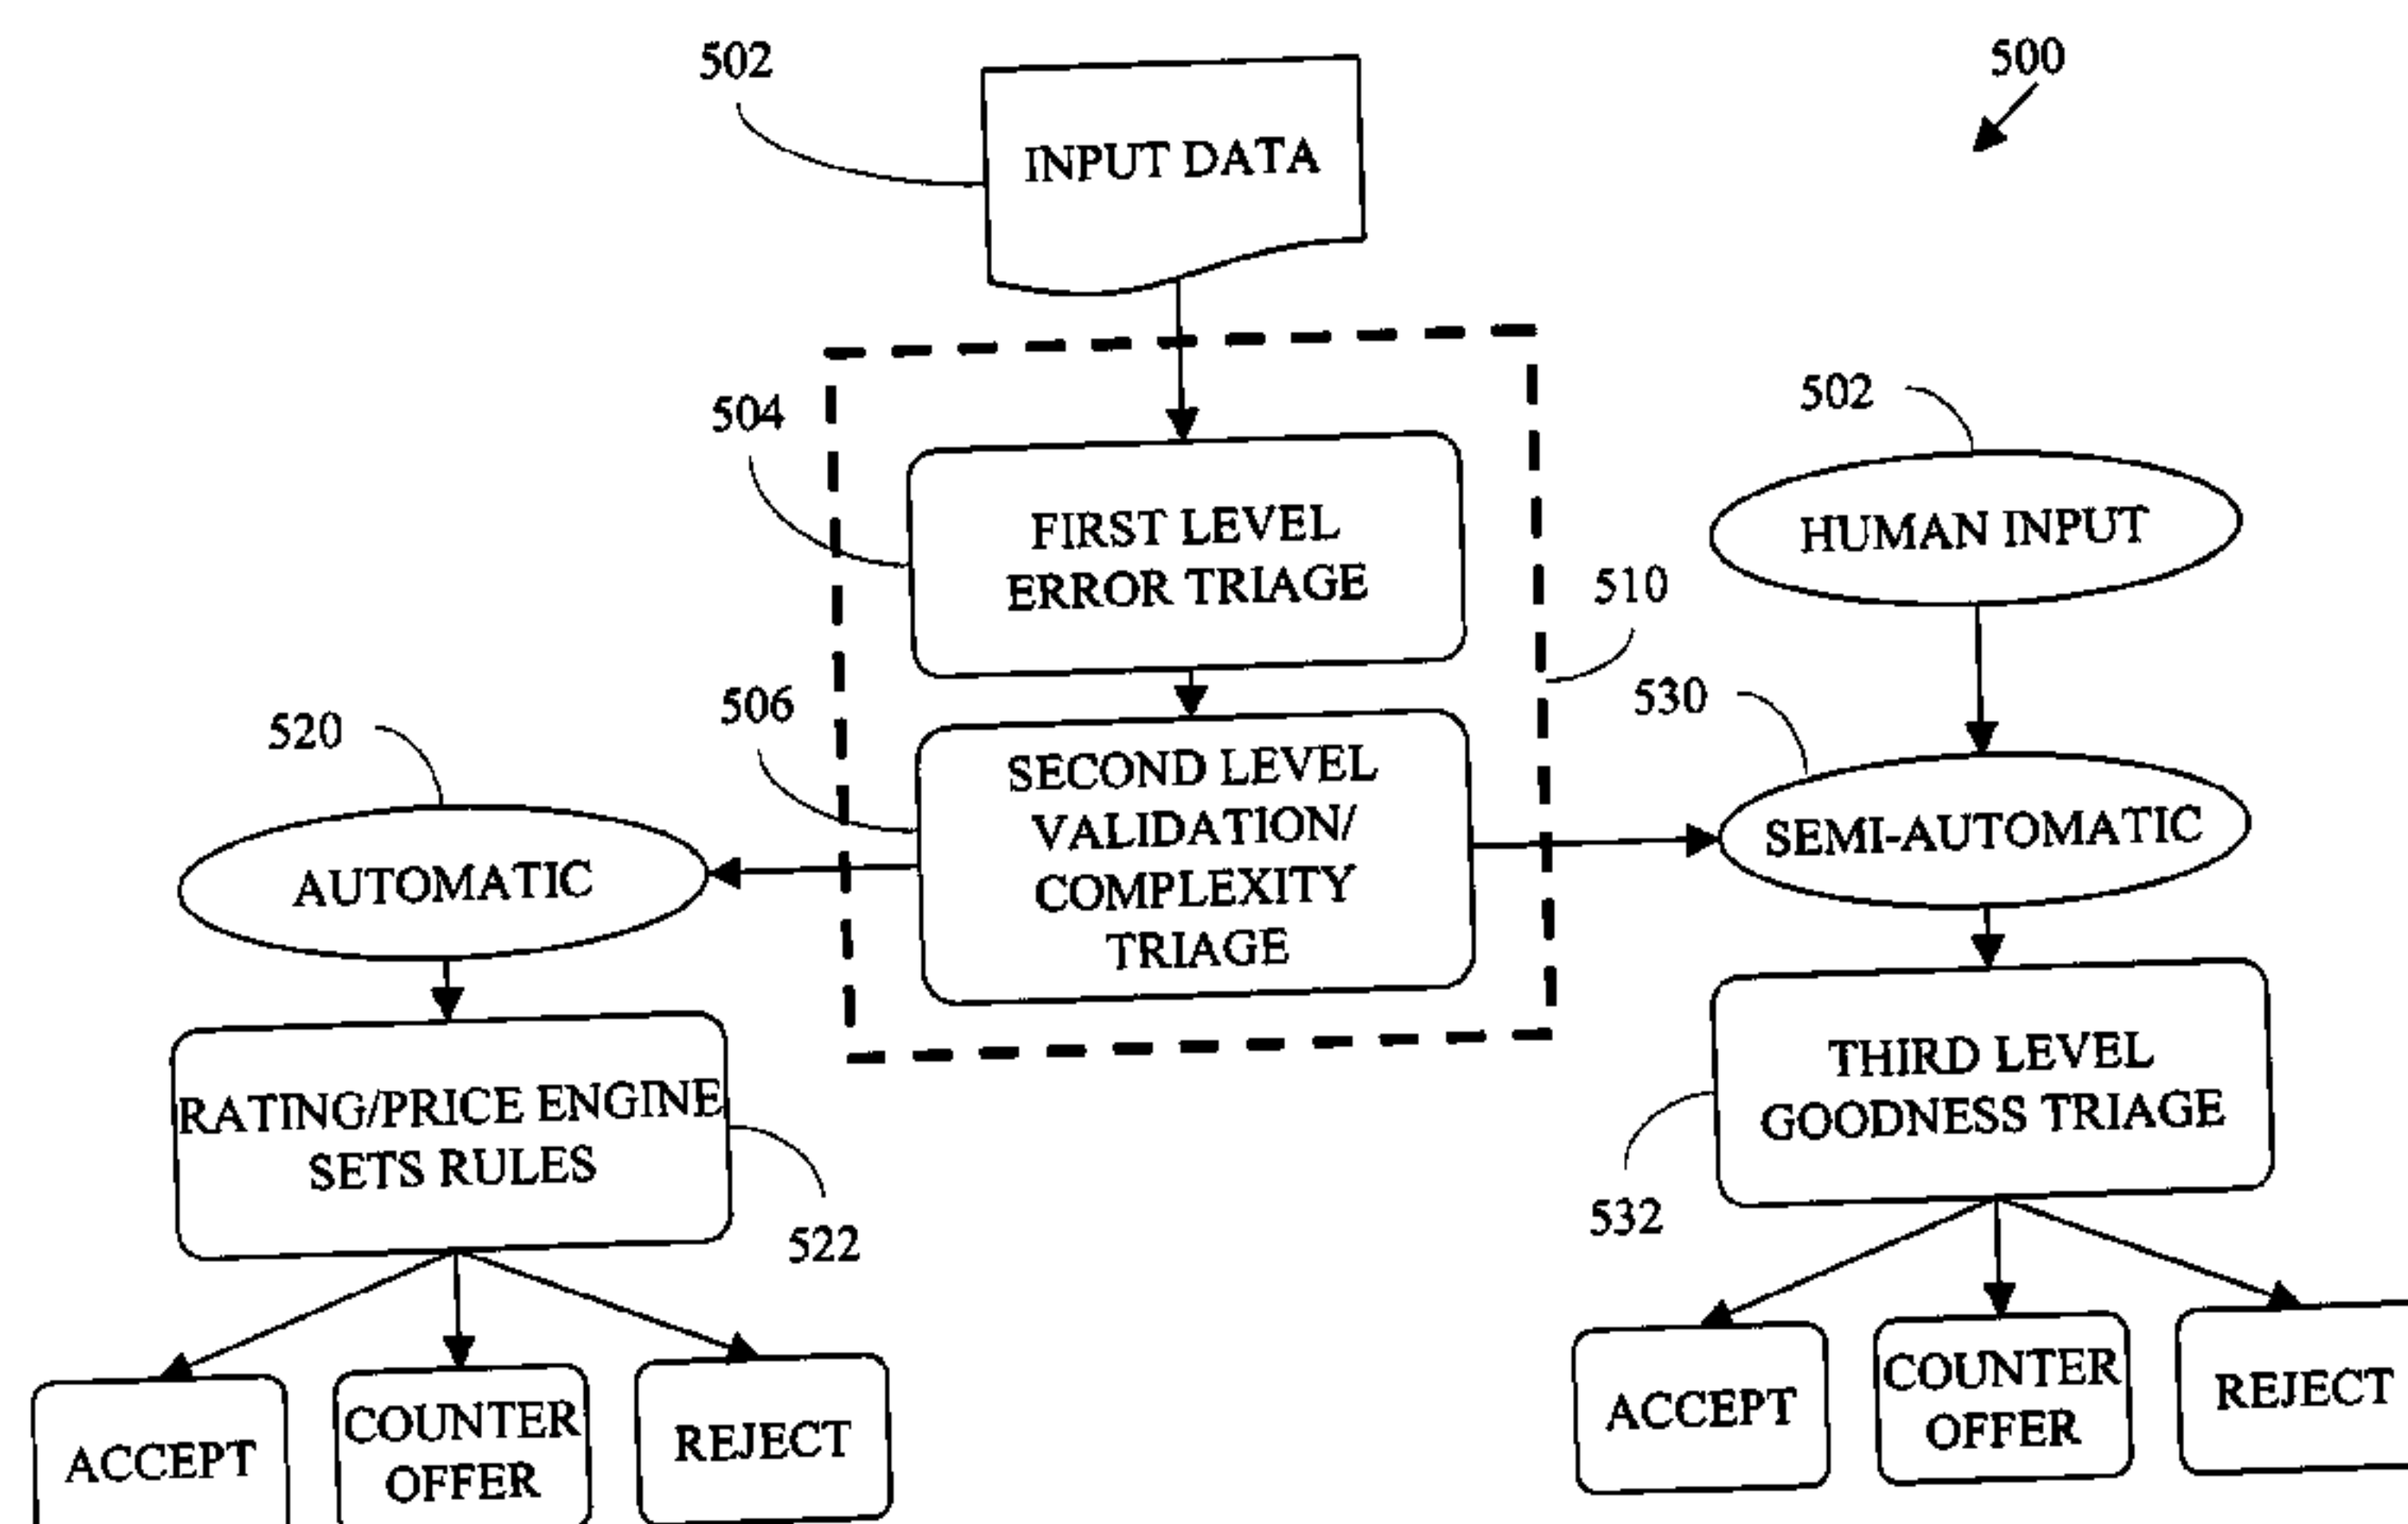 502
500
INPUT DATA
504
502
FIRST LEVEL
ERROR TRIAGE
HUMAN INPUT
510
506
530
520
SECOND LEVEL
VALIDATION/
COMPLEXITY
TRIAGE
AUTOMATIC
SEMI-AUTOMATIC
RATING/PRICE ENGINE
SETS RULES
522
THIRD LEVEL
GOODNESS TRIAGE
532
ACCEPT
COUNTER
OFFER
REJECT
ACCEPT
COUNTER
OFFER
REJECT